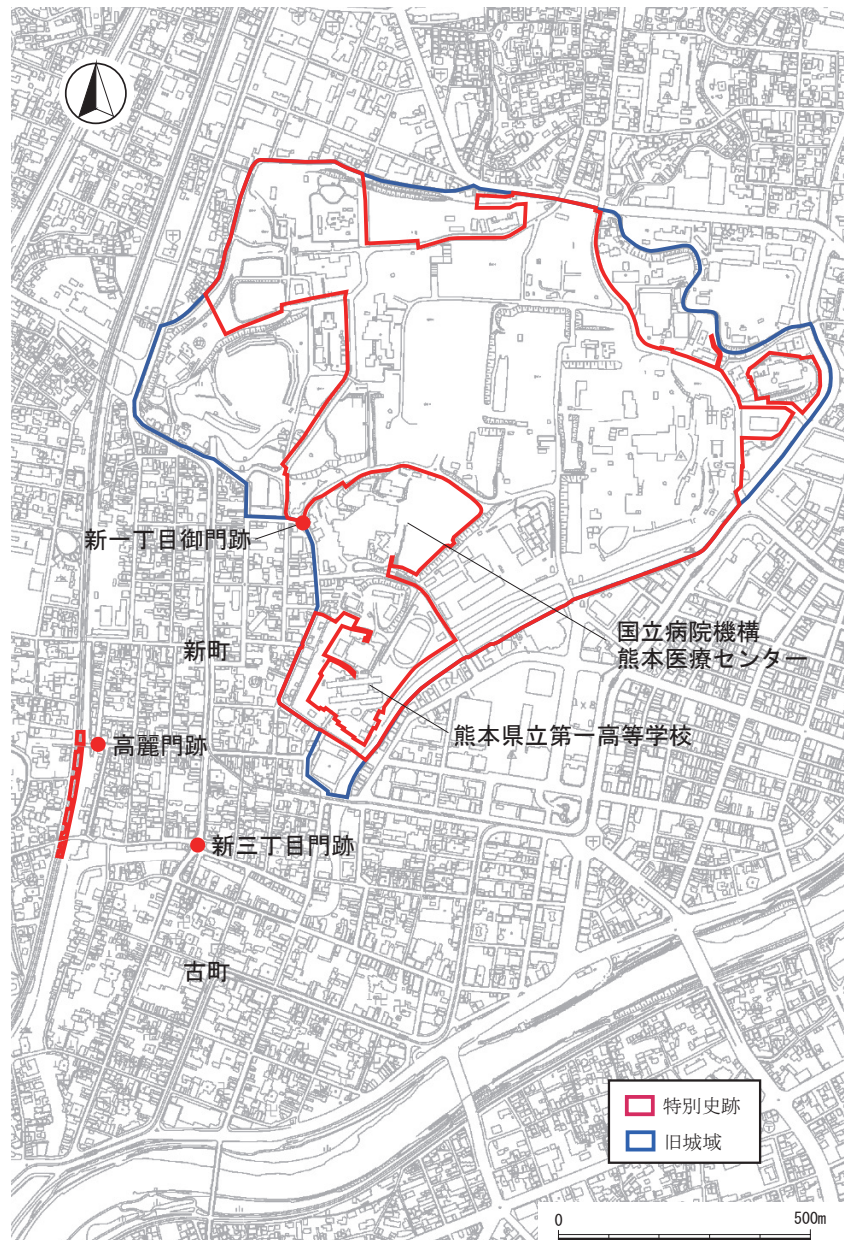 新一丁目御門跡
国立病院機構
熊本医療センター
新町
熊本県立第一高等学校
高麗門跡
新三丁目門跡
古町
特別史跡
旧城域
0 500m